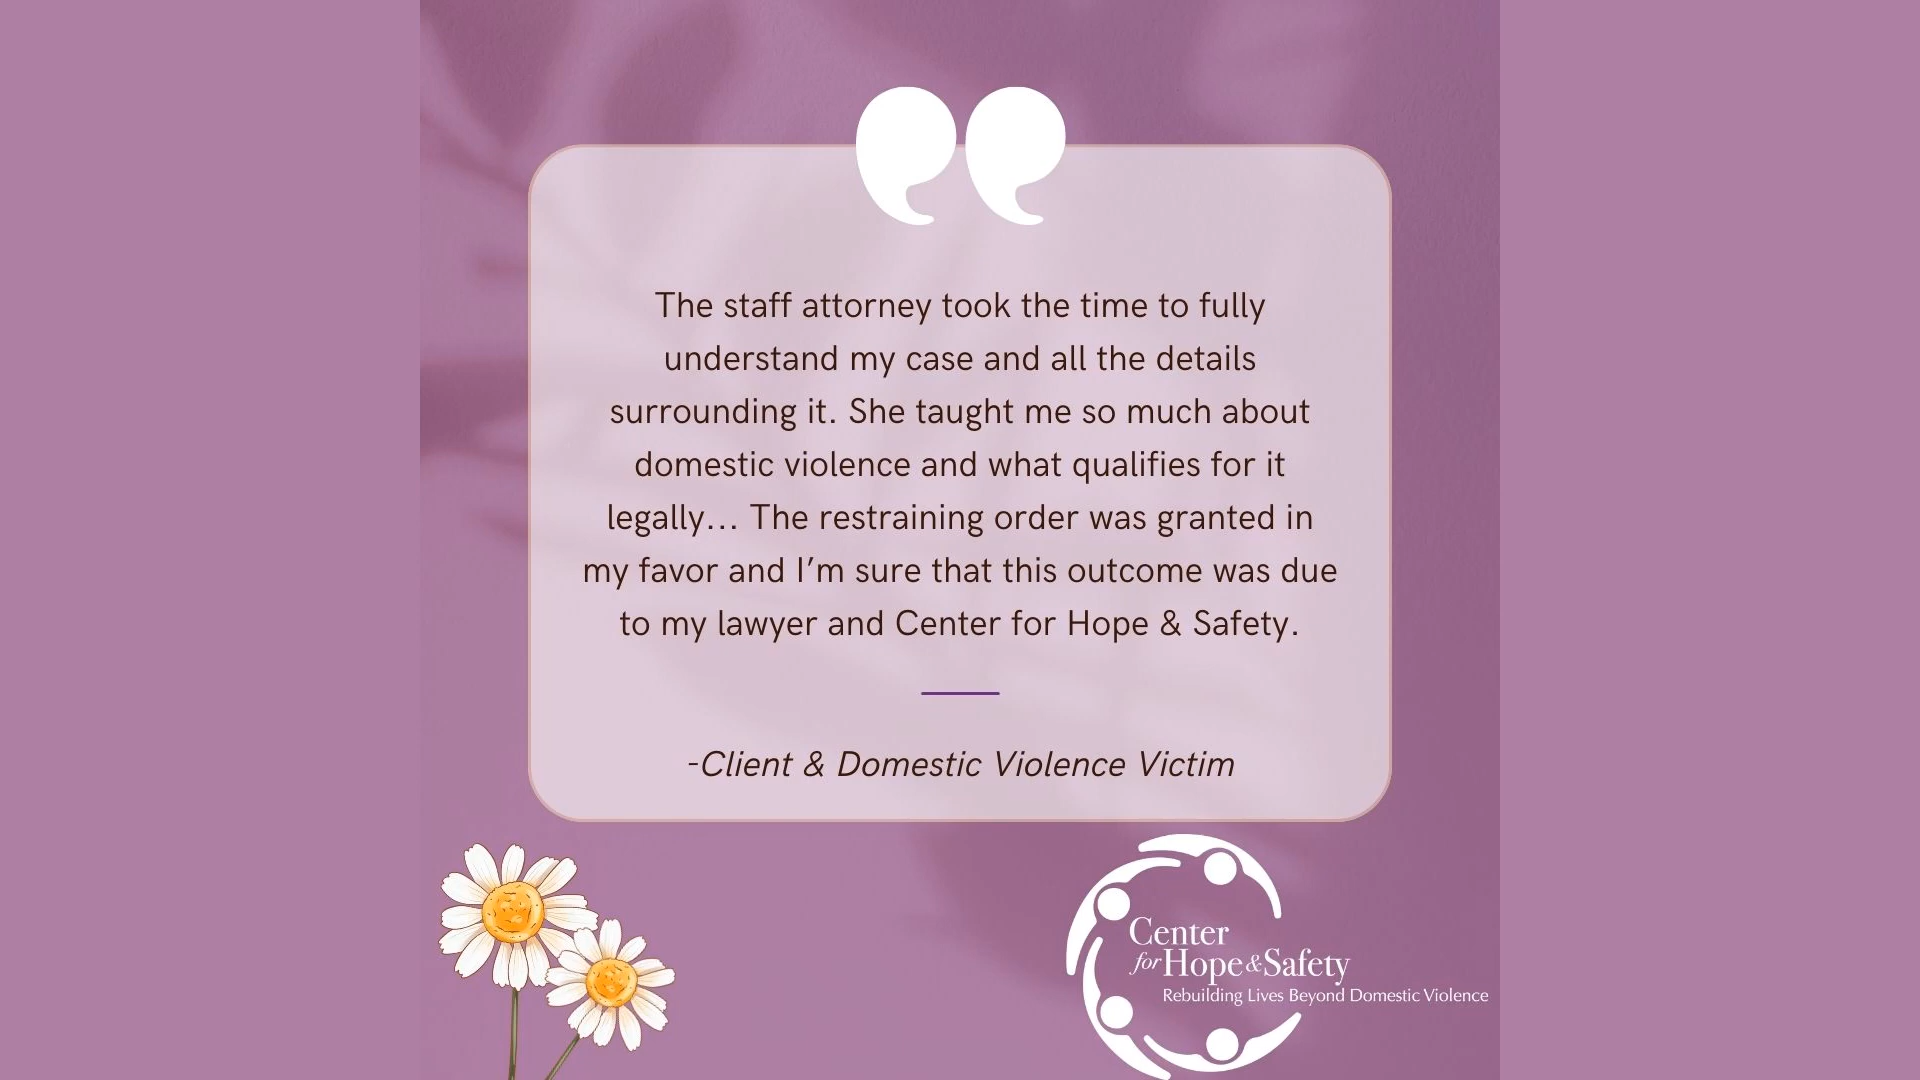 The staff attorney took the time to fully
understand my case and all the details
surrounding it. She taught me so much about
domestic violence and what qualifies for it
legally... The restraining order was granted in
my favor and I’m sure that this outcome was due
to my lawyer and Center for Hope & Safety.
-Client & Domestic Violence Victim
Center
for Hope & Safety
Rebuilding Lives Beyond Domestic Violence